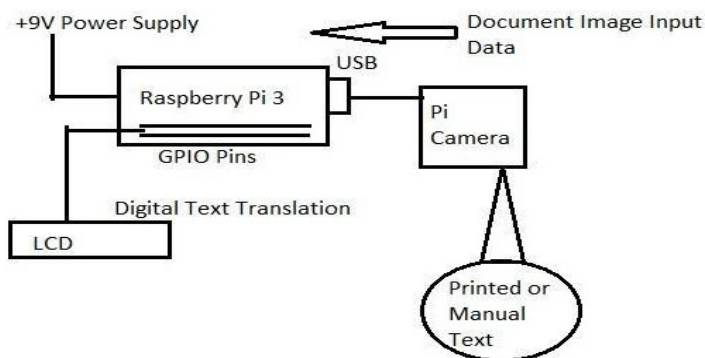 +9V Power Supply
Document Image Input
Data
USB
Raspberry Pi 3
Pi
Camera
GPIO Pins
Digital Text Translation
LCD
Printed or
Manual
Text